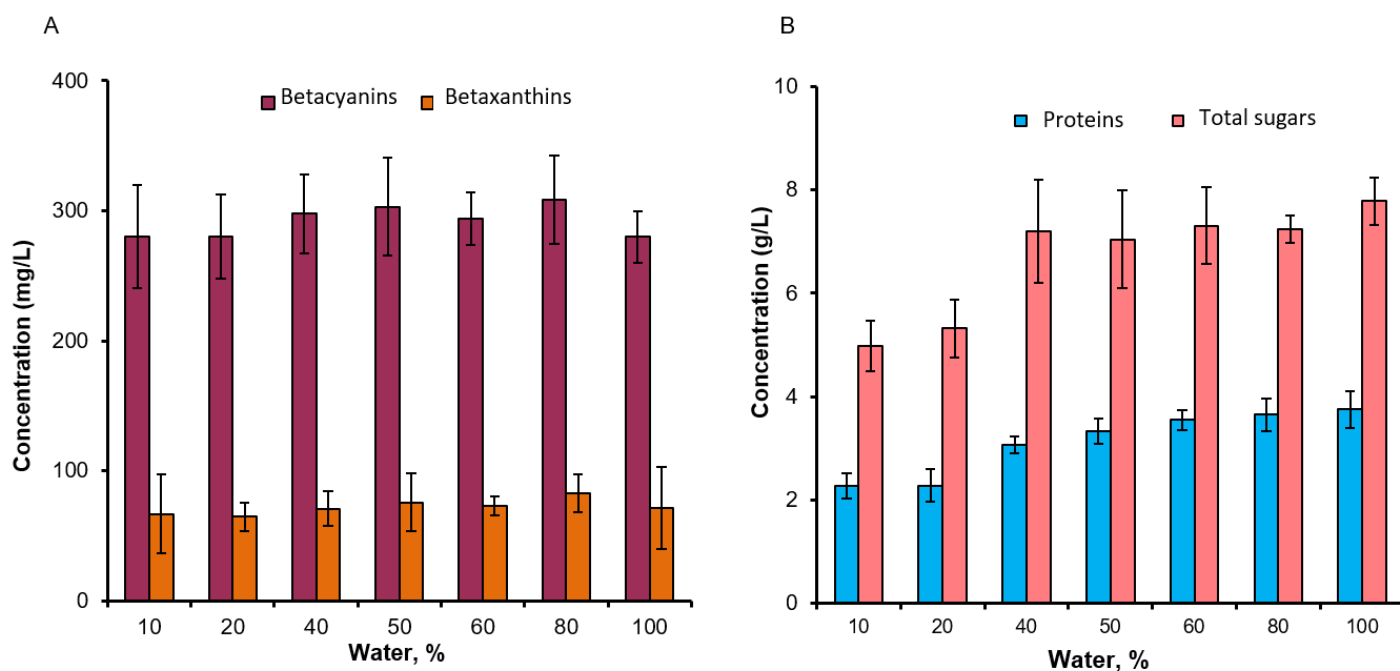 A
400
300
200
100
0
Concentration (mg/L)
Betacyanins Betaxanthins
10 20 40 50 60 80 100
Water, %
B
10
8
6
4
2
0
Concentration (g/L)
Proteins Total sugars
10 20 40 50 60 80 100
Water, %